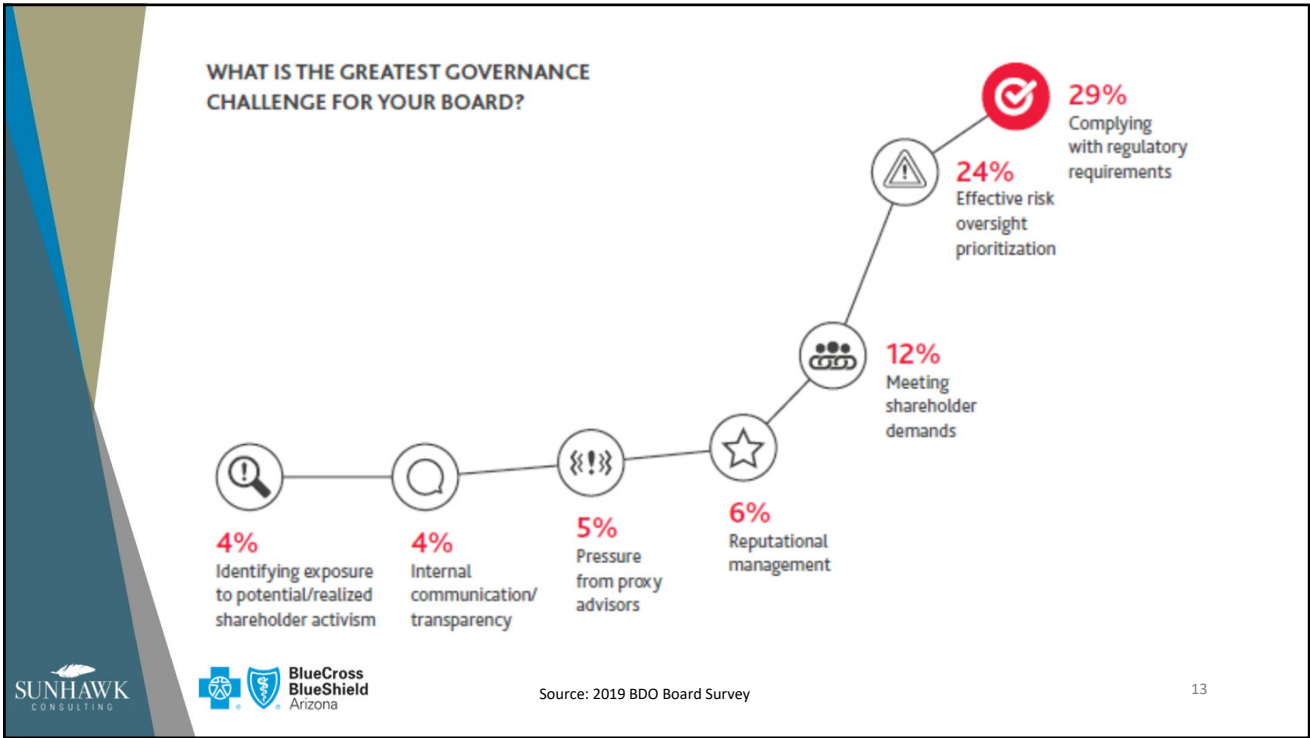 WHAT IS THE GREATEST GOVERNANCE
CHALLENGE FOR YOUR BOARD?
29%
Complying
with regulatory
requirements
24%
Effective risk
oversight
prioritization
12%
Meeting
shareholder
demands
6%
Reputational
management
5%
Pressure
from proxy
advisors
4%
Internal
communication/
transparency
4%
Identifying exposure
to potential/realized
shareholder activism
SUNHAWK
CONSULTING
BlueCross
BlueShield
Arizona
Source: 2019 BDO Board Survey
13